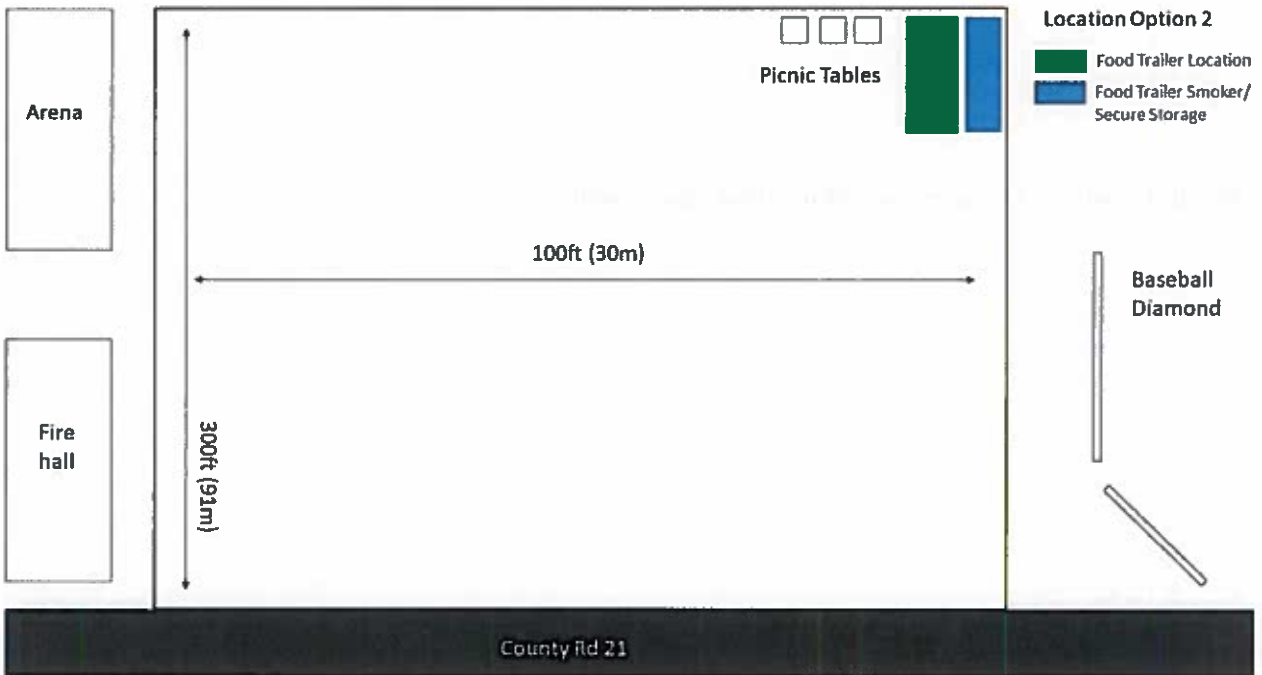 Location Option 2
Food Trailer Location
Food Trailer Smoker/
Secure Storage
Picnic Tables
Arena
100ft (30m)
Baseball
Diamond
Fire
hall
300ft (91m)
County Rd 21